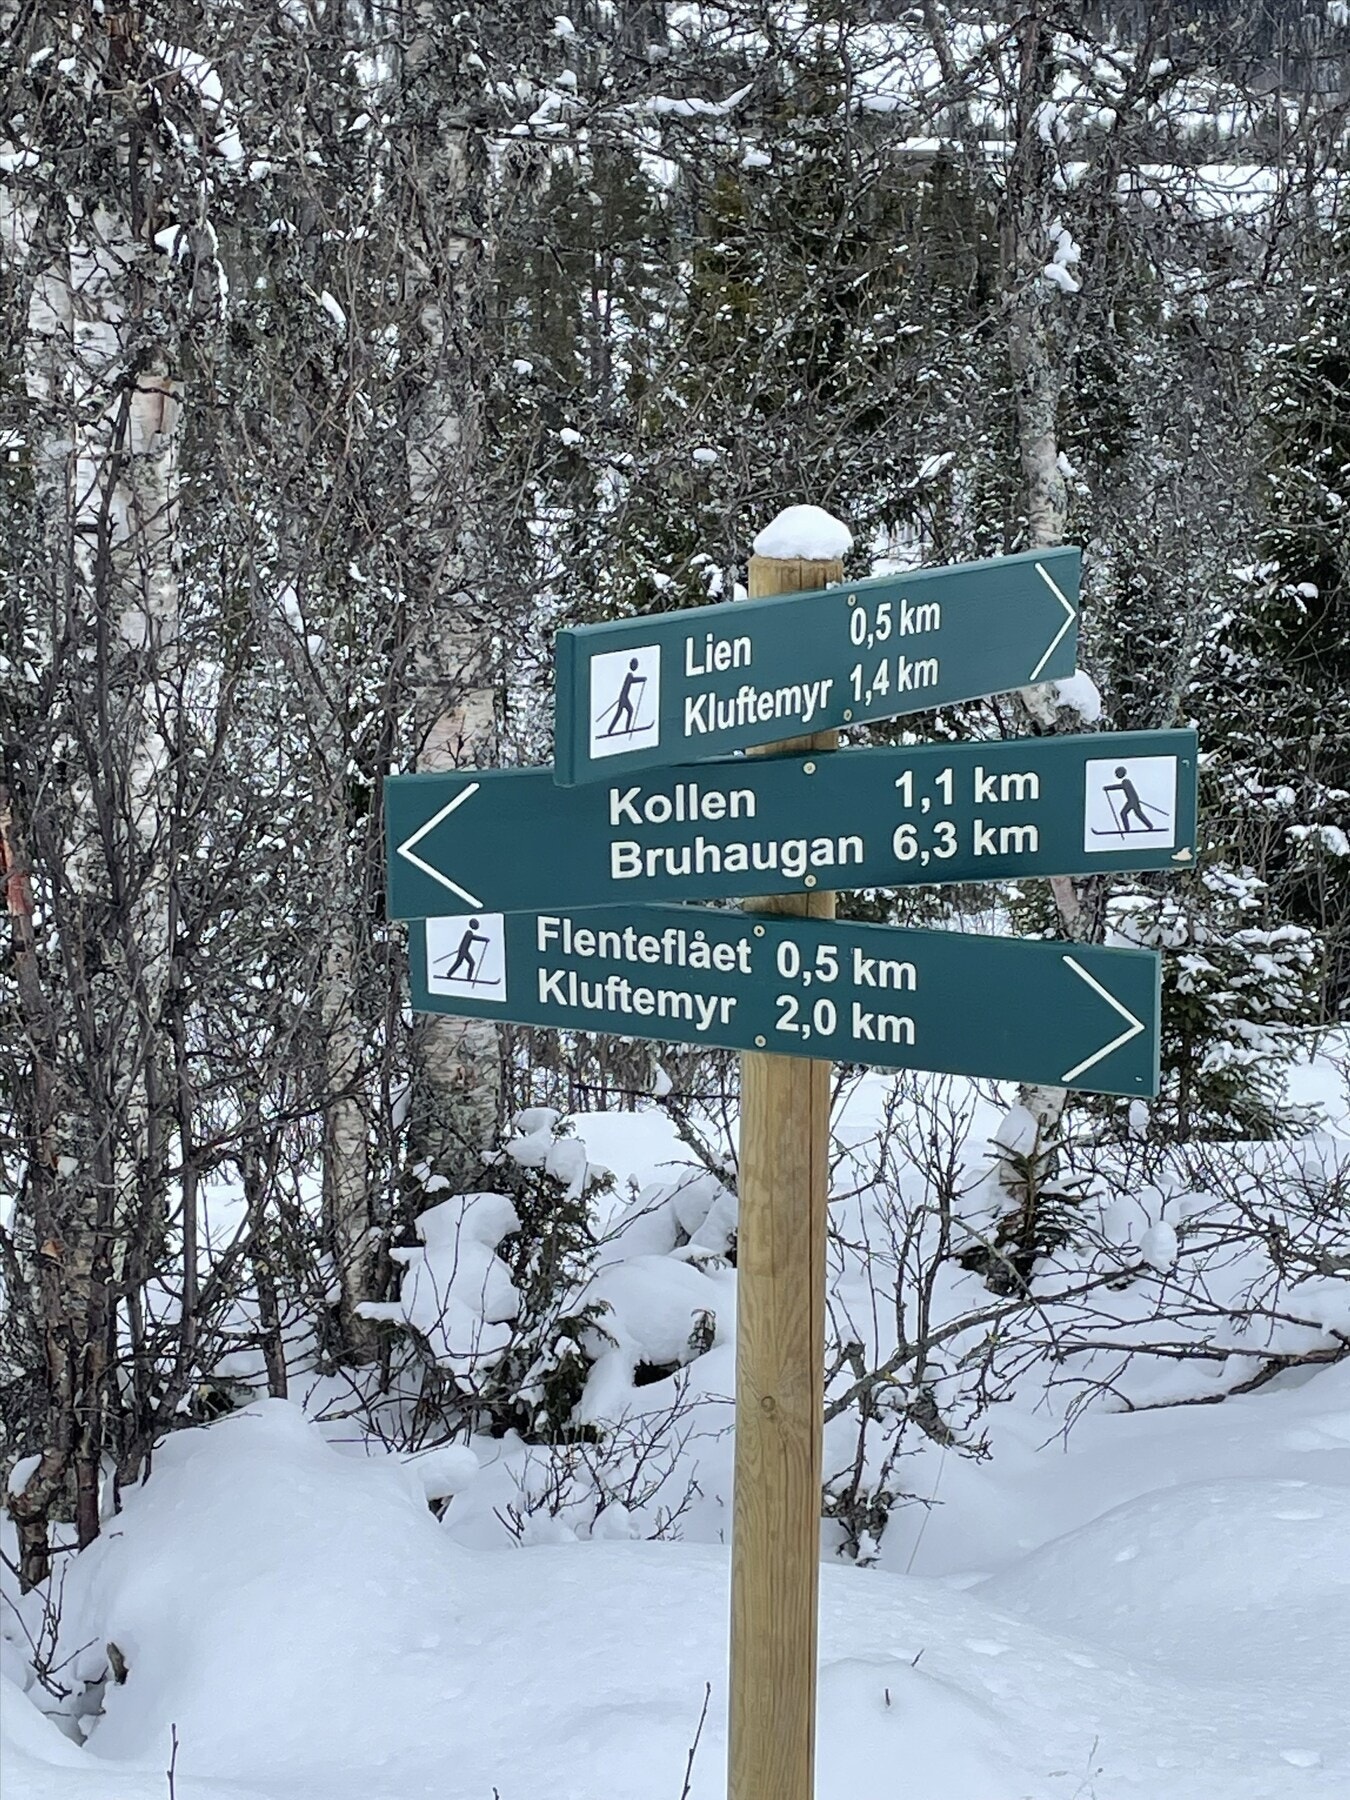 Lien 0,5 km
Kluftemyr 1,4 km
Kollen 1,1 km
Bruhaugan 6,3 km
Flenteflået 0,5 km
Kluftemyr 2,0 km